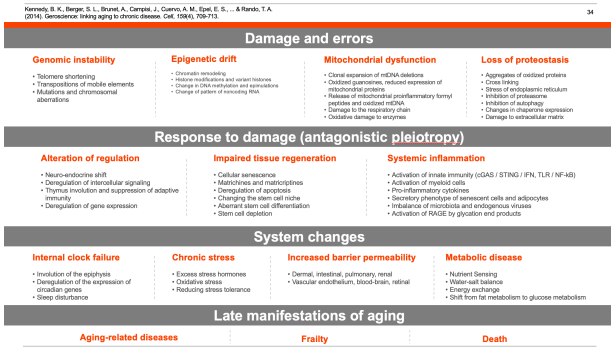 Kennedy, B. K., Berger, S. L., Brunet, A., Campisi, J., Cuervo, A. M., Epel, E. S., ... & Rando, T. A.
(2014). Geroscience: linking aging to chronic disease. Cell, 159(4), 709-713.
34
Damage and errors
Genomic instability
• Telomere shortening
• Transpositions of mobile elements
• Mutations and chromosomal
aberrations
Epigenetic drift
• Chromatin remodeling
• Histone modifications and variant histones
• Change in DNA methylation and epimutations
• Change of pattern of noncoding RNA
Mitochondrial dysfunction
• Clonal expansion of mtDNA deletions
• Oxidized guanosines, reduced expression of
mitochondrial proteins
• Release of mitochondrial proinflammatory formyl
peptides and oxidized mtDNA
• Damage to the respiratory chain
• Oxidative damage to enzymes
Loss of proteostasis
• Aggregates of oxidized proteins
• Cross linking
• Stress of endoplasmic reticulum
• Inhibition of proteasome
• Inhibition of autophagy
• Changes in chaperone expression
• Damage to extracellular matrix
Response to damage (antagonistic pleiotropy)
Alteration of regulation
• Neuro-endocrine shift
• Deregulation of intercellular signaling
• Thymus involution and suppression of adaptive
immunity
• Deregulation of gene expression
Impaired tissue regeneration
• Cellular senescence
• Matrichines and matricriptines
• Deregulation of apoptosis
• Changing the stem cell niche
• Aberrant stem cell differentiation
• Stem cell depletion
Systemic inflammation
• Activation of innate immunity (cGAS / STING / IFN, TLR / NF-kB)
• Activation of myeloid cells
• Pro-inflammatory cytokines
• Secretory phenotype of senescent cells and adipocytes
• Imbalance of microbiota and endogenous viruses
• Activation of RAGE by glycation end products
System changes
Internal clock failure
• Involution of the epiphysis
• Deregulation of the expression of
circadian genes
• Sleep disturbance
Chronic stress
• Excess stress hormones
• Oxidative stress
• Reducing stress tolerance
Increased barrier permeability
• Dermal, intestinal, pulmonary, renal
• Vascular endothelium, blood-brain, retinal
Metabolic disease
• Nutrient Sensing
• Water-salt balance
• Energy exchange
• Shift from fat metabolism to glucose metabolism
Late manifestations of aging
Aging-related diseases
Frailty
Death